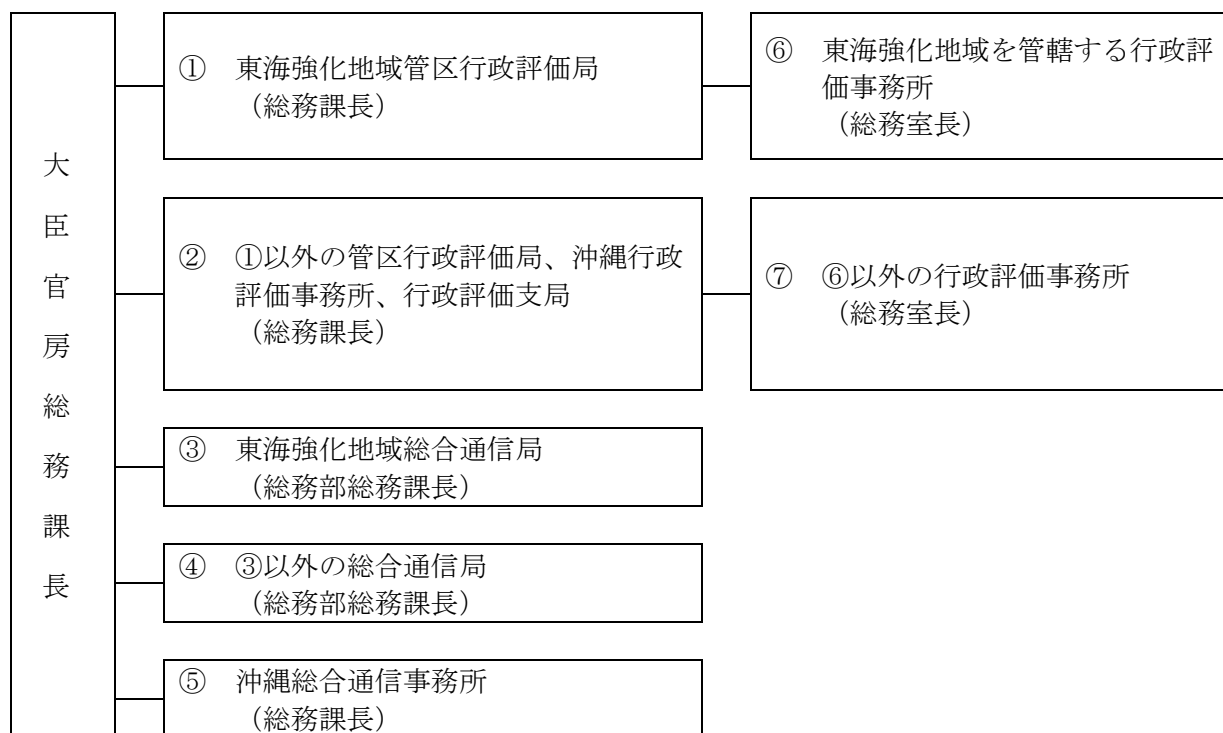 大臣官房総務課長
① 東海強化地域管区行政評価局
(総務課長)
⑥ 東海強化地域を管轄する行政評
価事務所
(総務室長)
② ①以外の管区行政評価局、沖縄行政
評価事務所、行政評価支局
(総務課長)
⑦ ⑥以外の行政評価事務所
(総務室長)
③ 東海強化地域総合通信局
(総務部総務課長)
④ ③以外の総合通信局
(総務部総務課長)
⑤ 沖縄総合通信事務所
(総務課長)